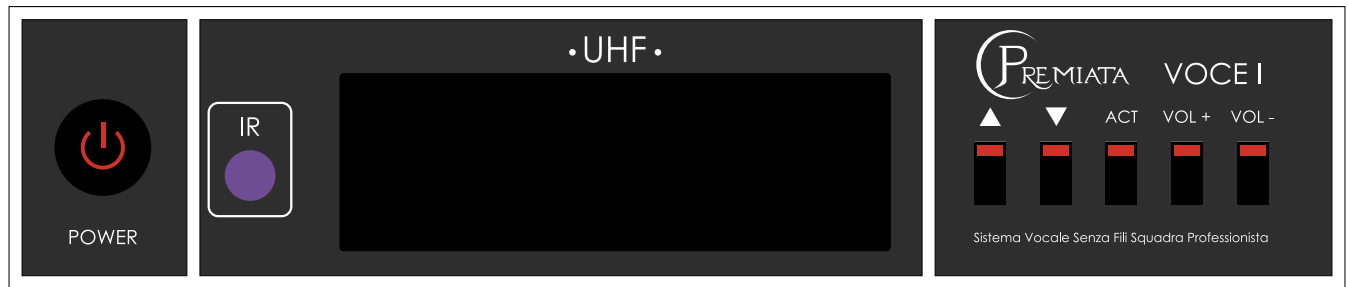 ·UHF·
IR
POWER
PREMIATA VOCE I
▲ ▼ ACT VOL + VOL -
Sistema Vocale Senza Fili Squadra Professionista